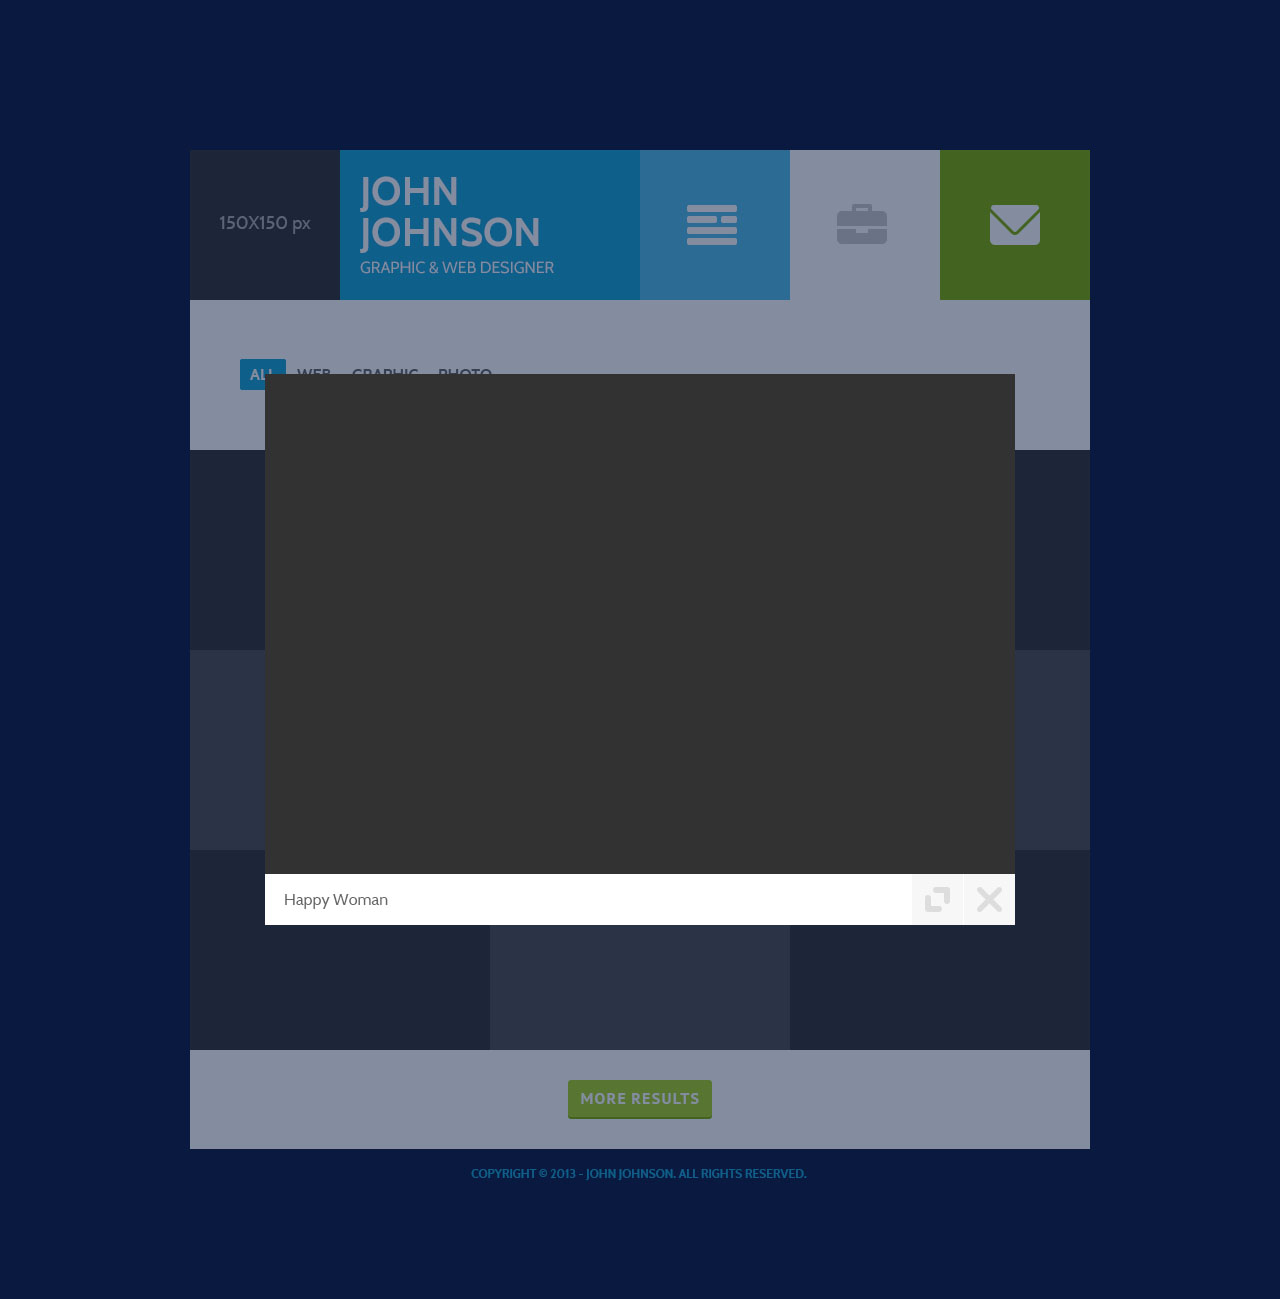 150X150 px
JOHN
JOHNSON
GRAPHIC & WEB DESIGNER
ALL WEB GRAPHIC PHOTO
Happy Woman
MORE RESULTS
COPYRIGHT © 2013 - JOHN JOHNSON. ALL RIGHTS RESERVED.